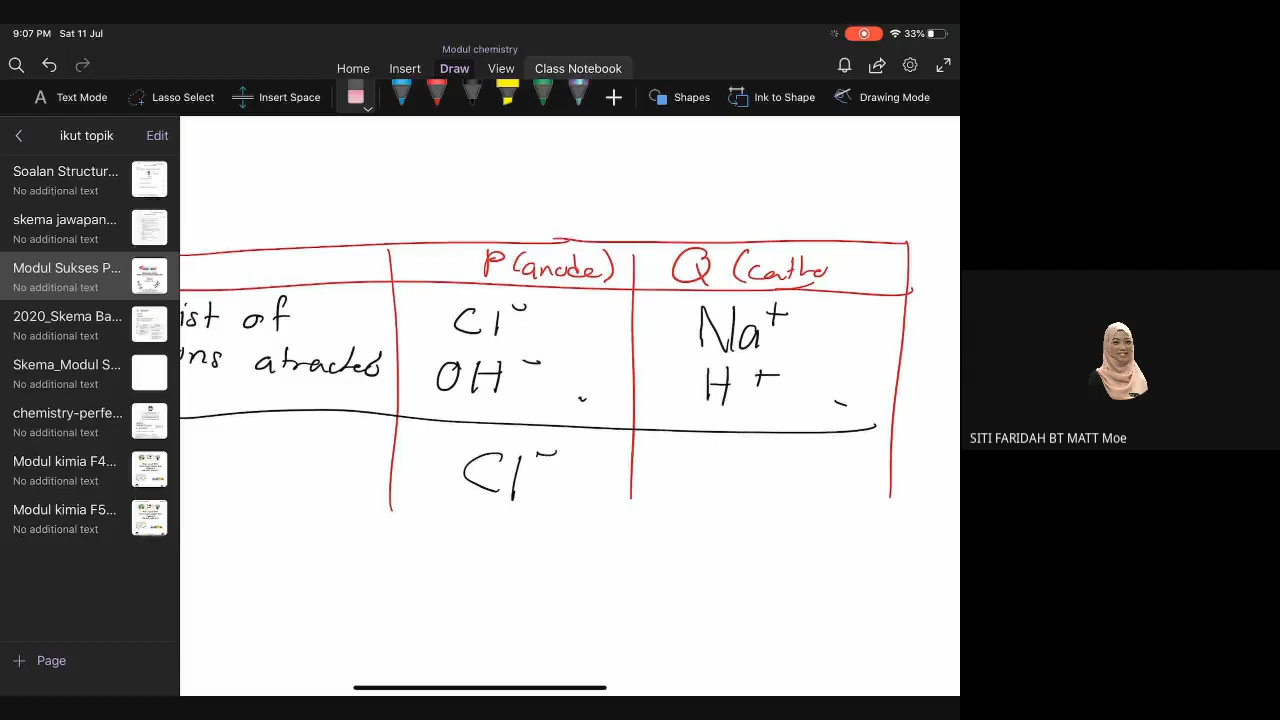 9:07 PM Sat 11 Jul
33%
Modul chemistry
Home Insert Draw View Class Notebook
Text Mode Lasso Select Insert Space Shapes Ink to Shape Drawing Mode
ikut topik Edit
Soalan Structur...
No additional text
skema jawapan...
No additional text
Modul Sukses P...
No additional text
2020_Skema Ba...
No additional text
Skema_Modul S...
No additional text
chemistry-perfe...
No additional text
Modul kimia F4...
No additional text
Modul kimia F5...
No additional text
+ Page
P (anode) Q (catho
ist of Cl⁻ Na⁺
ns atracted OH⁻ H⁺
Cl⁻
SITI FARIDAH BT MATT Moe